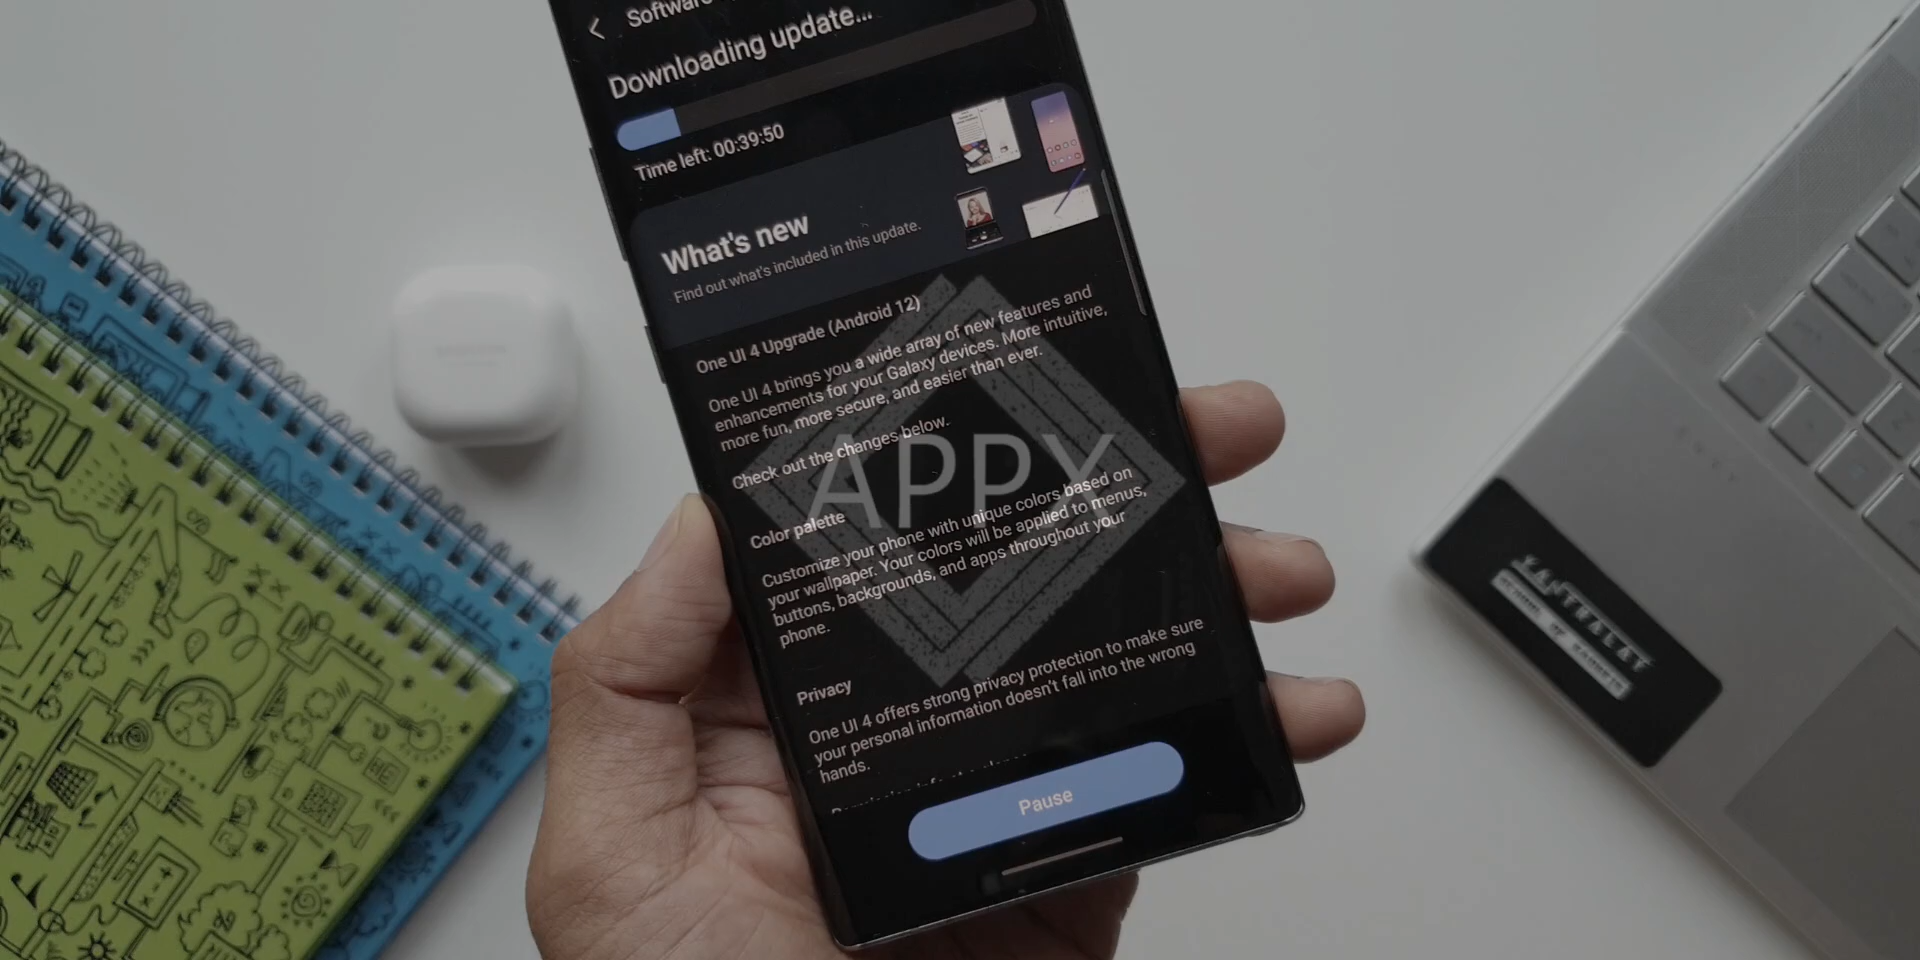 Software
Downloading update...
Time left: 00:39:50
What's new
Find out what's included in this update.
One UI 4 Upgrade (Android 12)
One UI 4 brings you a wide array of new features and
enhancements for your Galaxy devices. More intuitive,
more fun, more secure, and easier than ever.
Check out the changes below.
APPX
Color palette
Customize your phone with unique colors based on
your wallpaper. Your colors will be applied to menus,
buttons, backgrounds, and apps throughout your
phone.
Privacy
One UI 4 offers strong privacy protection to make sure
your personal information doesn't fall into the wrong
hands.
Pause